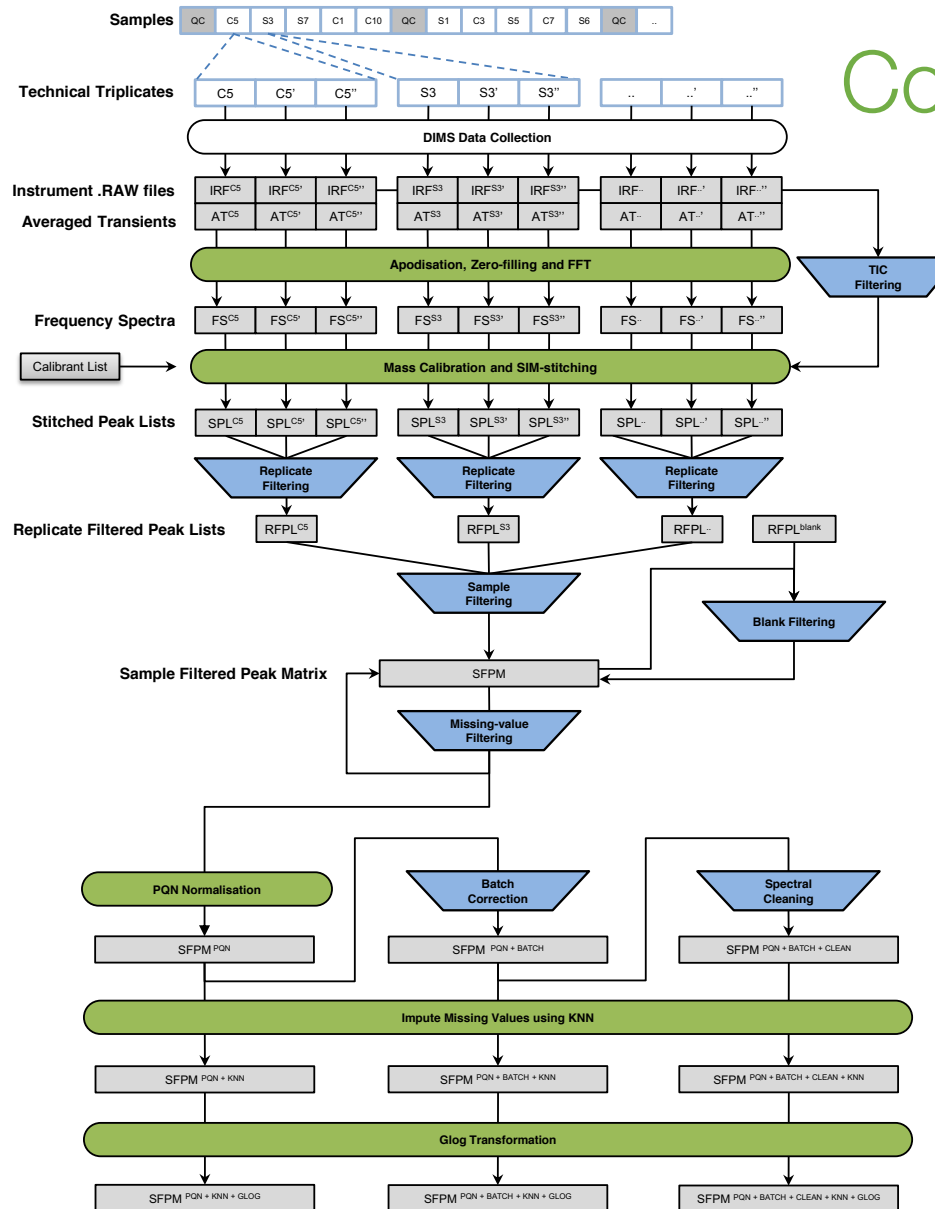 Samples QC C5 S3 S7 C1 C10 QC S1 C3 S5 C7 S6 QC ..
Co
Technical Triplicates C5 C5' C5'' S3 S3' S3'' .. ..' ..''
DIMS Data Collection
Instrument .RAW files IRF^C5 IRF^C5' IRF^C5'' IRF^S3 IRF^S3' IRF^S3'' IRF.. IRF..' IRF..''
Averaged Transients AT^C5 AT^C5' AT^C5'' AT^S3 AT^S3' AT^S3'' AT.. AT..' AT..''
Apodisation, Zero-filling and FFT
TIC
Filtering
Frequency Spectra FS^C5 FS^C5' FS^C5'' FS^S3 FS^S3' FS^S3'' FS.. FS..' FS..''
Calibrant List
Mass Calibration and SIM-stitching
Stitched Peak Lists SPL^C5 SPL^C5' SPL^C5'' SPL^S3 SPL^S3' SPL^S3'' SPL.. SPL..' SPL..''
Replicate
Filtering
Replicate
Filtering
Replicate
Filtering
Replicate Filtered Peak Lists RFPL^C5 RFPL^S3 RFPL.. RFPL^blank
Sample
Filtering
Blank Filtering
Sample Filtered Peak Matrix SFPM
Missing-value
Filtering
PQN Normalisation
Batch
Correction
Spectral
Cleaning
SFPM PQN SFPM PQN + BATCH SFPM PQN + BATCH + CLEAN
Impute Missing Values using KNN
SFPM PQN + KNN SFPM PQN + BATCH + KNN SFPM PQN + BATCH + CLEAN + KNN
Glog Transformation
SFPM PQN + KNN + GLOG SFPM PQN + BATCH + KNN + GLOG SFPM PQN + BATCH + CLEAN + KNN + GLOG